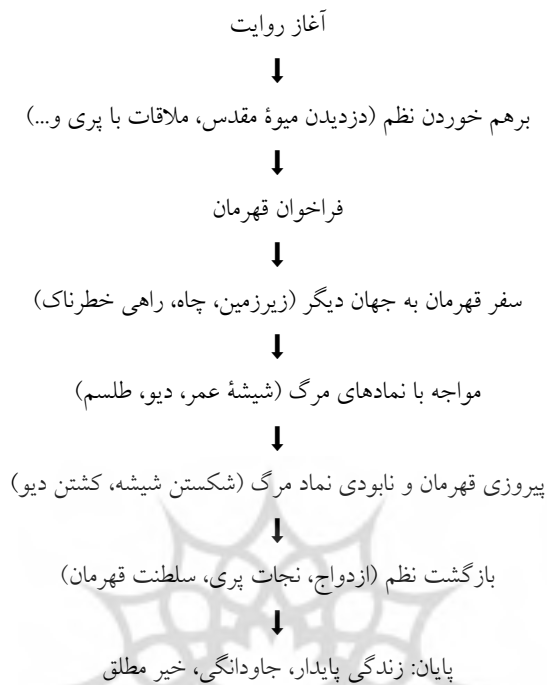 آغاز روایت
برهم خوردن نظم (دزدیدن میوۀ مقدس، ملاقات با پری و...)
فراخوان قهرمان
سفر قهرمان به جهان دیگر (زیرزمین، چاه، راهی خطرناک)
مواجه با نمادهای مرگ (شیشۀ عمر، دیو، طلسم)
پیروزی قهرمان و نابودی نماد مرگ (شکستن شیشه، کشتن دیو)
بازگشت نظم (ازدواج، نجات پری، سلطنت قهرمان)
پایان: زندگی پایدار، جاودانگی، خیر مطلق